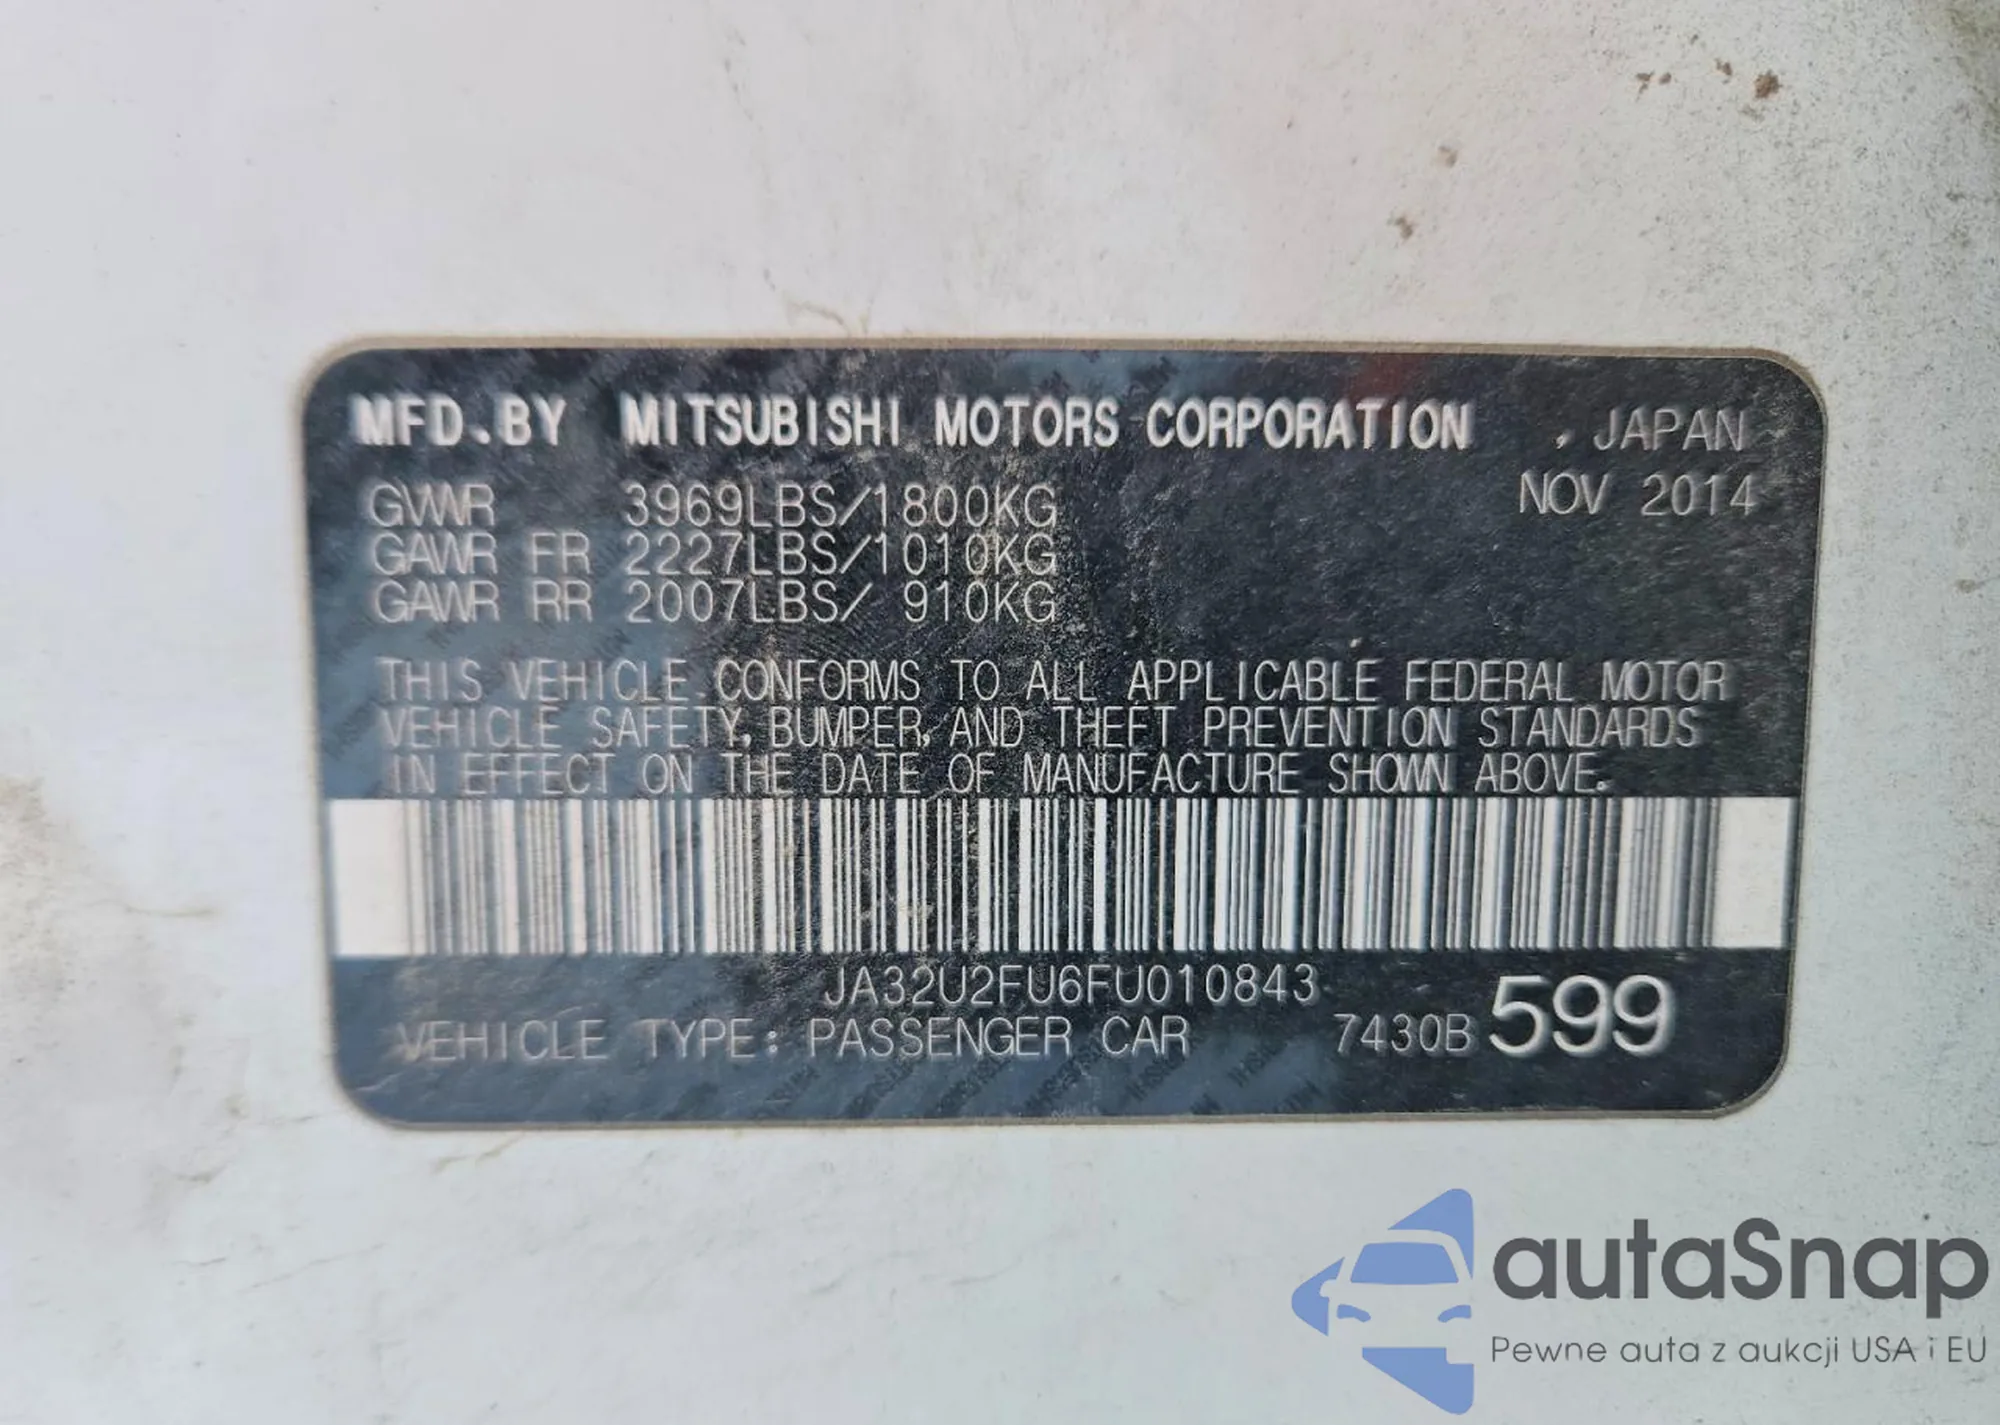 MFD.BY MITSUBISHI MOTORS CORPORATION , JAPAN
NOV 2014
GVWR 3969LBS/1800KG
GAWR FR 2227LBS/1010KG
GAWR RR 2007LBS/ 910KG
THIS VEHICLE CONFORMS TO ALL APPLICABLE FEDERAL MOTOR
VEHICLE SAFETY, BUMPER, AND THEFT PREVENTION STANDARDS
IN EFFECT ON THE DATE OF MANUFACTURE SHOWN ABOVE.
JA32U2FU6FU010843
VEHICLE TYPE: PASSENGER CAR 7430B 599
autaSnap
Pewne auta z aukcji USA i EU